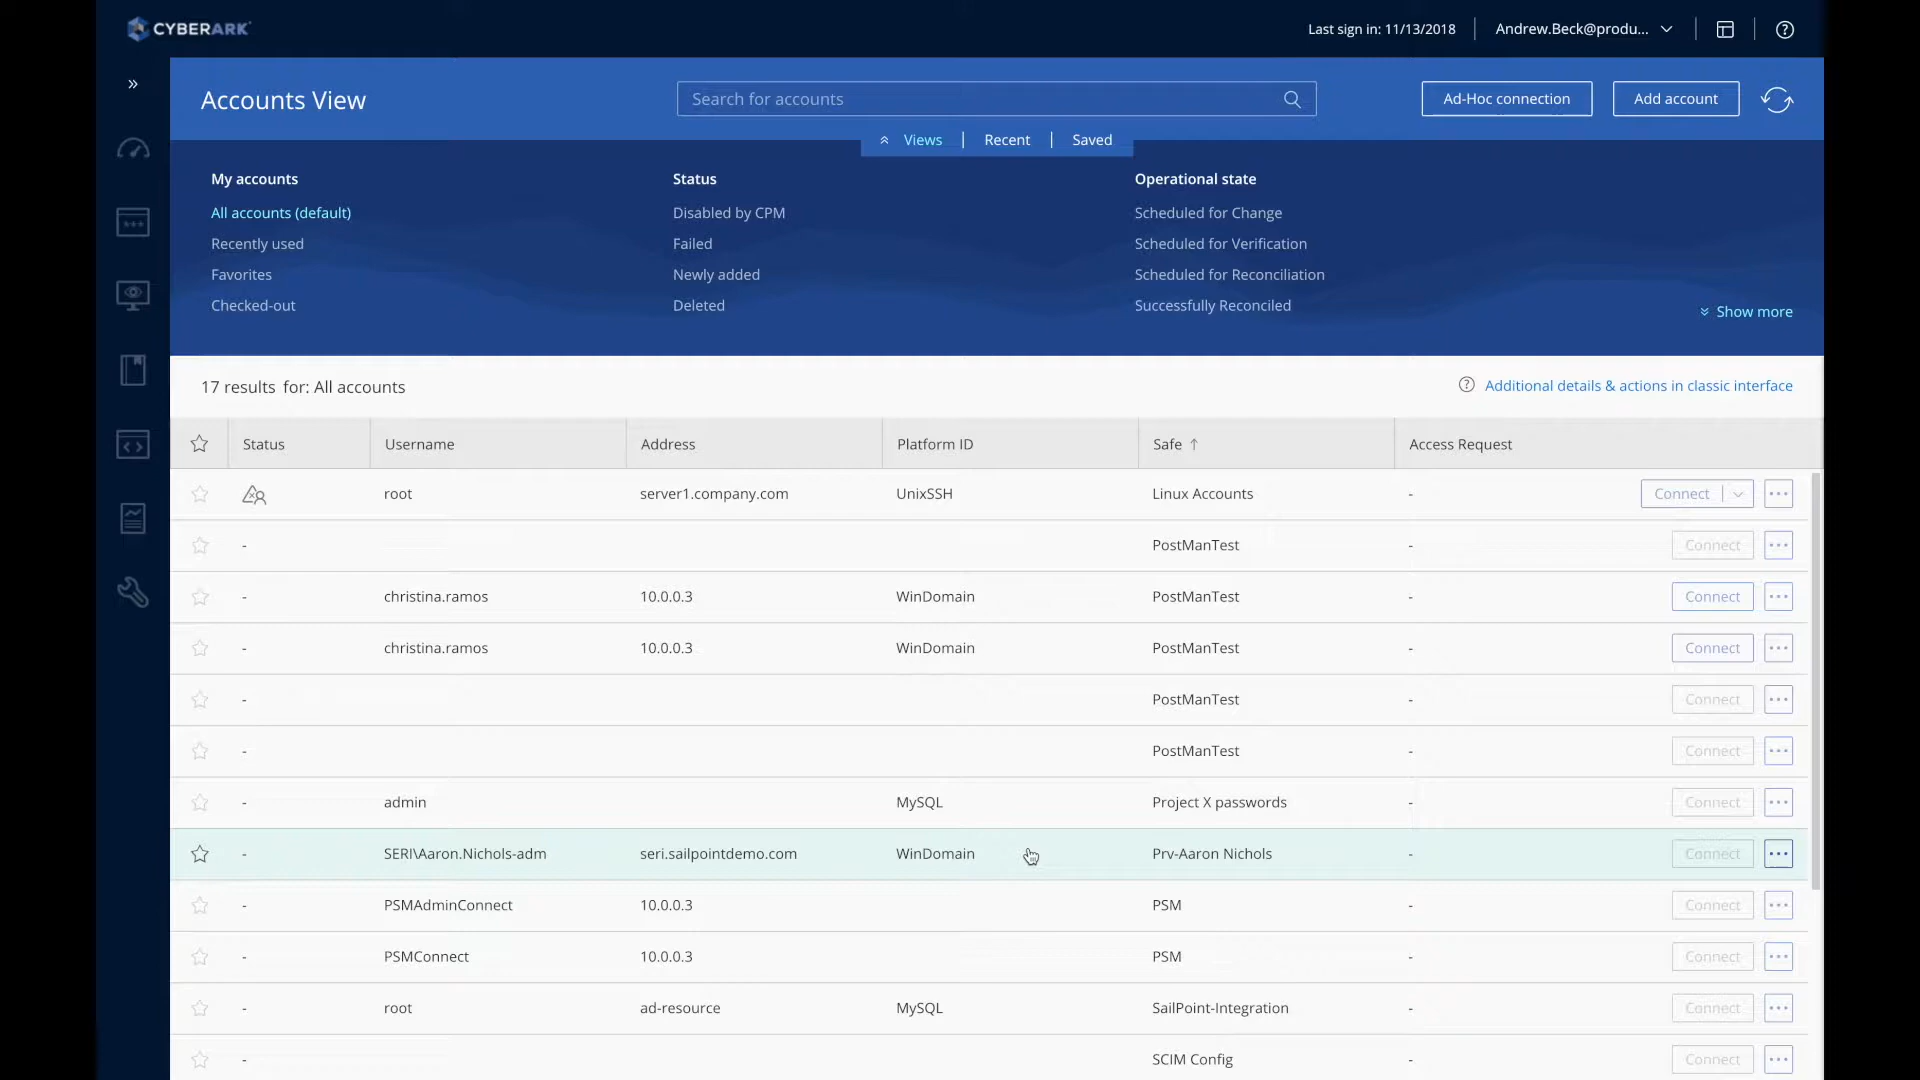 CYBERARK
Last sign in: 11/13/2018
Andrew.Beck@produ...
Accounts View
Search for accounts
Ad-Hoc connection
Add account
Views | Recent | Saved
My accounts
All accounts (default)
Recently used
Favorites
Checked-out
Status
Disabled by CPM
Failed
Newly added
Deleted
Operational state
Scheduled for Change
Scheduled for Verification
Scheduled for Reconciliation
Successfully Reconciled
Show more
17 results for: All accounts
Additional details & actions in classic interface
Status Username Address Platform ID Safe ↑ Access Request
root server1.company.com UnixSSH Linux Accounts - Connect ...
- PostManTest - Connect ...
- christina.ramos 10.0.0.3 WinDomain PostManTest - Connect ...
- christina.ramos 10.0.0.3 WinDomain PostManTest - Connect ...
- PostManTest - Connect ...
- PostManTest - Connect ...
- admin MySQL Project X passwords - Connect ...
- SERI\Aaron.Nichols-adm seri.sailpointdemo.com WinDomain Prv-Aaron Nichols - Connect ...
- PSMAdminConnect 10.0.0.3 PSM - Connect ...
- PSMConnect 10.0.0.3 PSM - Connect ...
- root ad-resource MySQL SailPoint-Integration - Connect ...
- SCIM Config - Connect ...